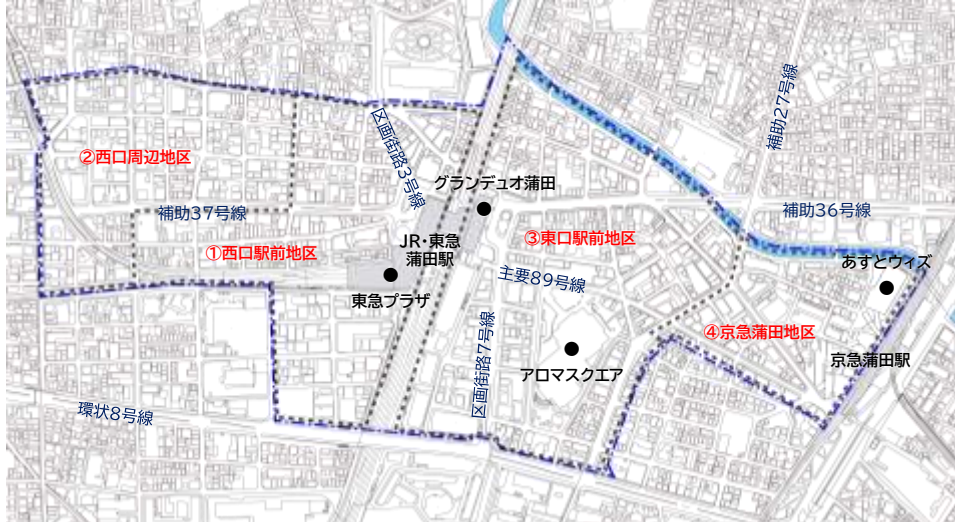 補助27号線
区画街路3号線
②西口周辺地区
グランデュオ蒲田
補助37号線
補助36号線
①西口駅前地区
JR・東急
蒲田駅
③東口駅前地区
あすとウィズ
主要89号線
東急プラザ
区画街路7号線
④京急蒲田地区
アロマスクエア
京急蒲田駅
環状8号線